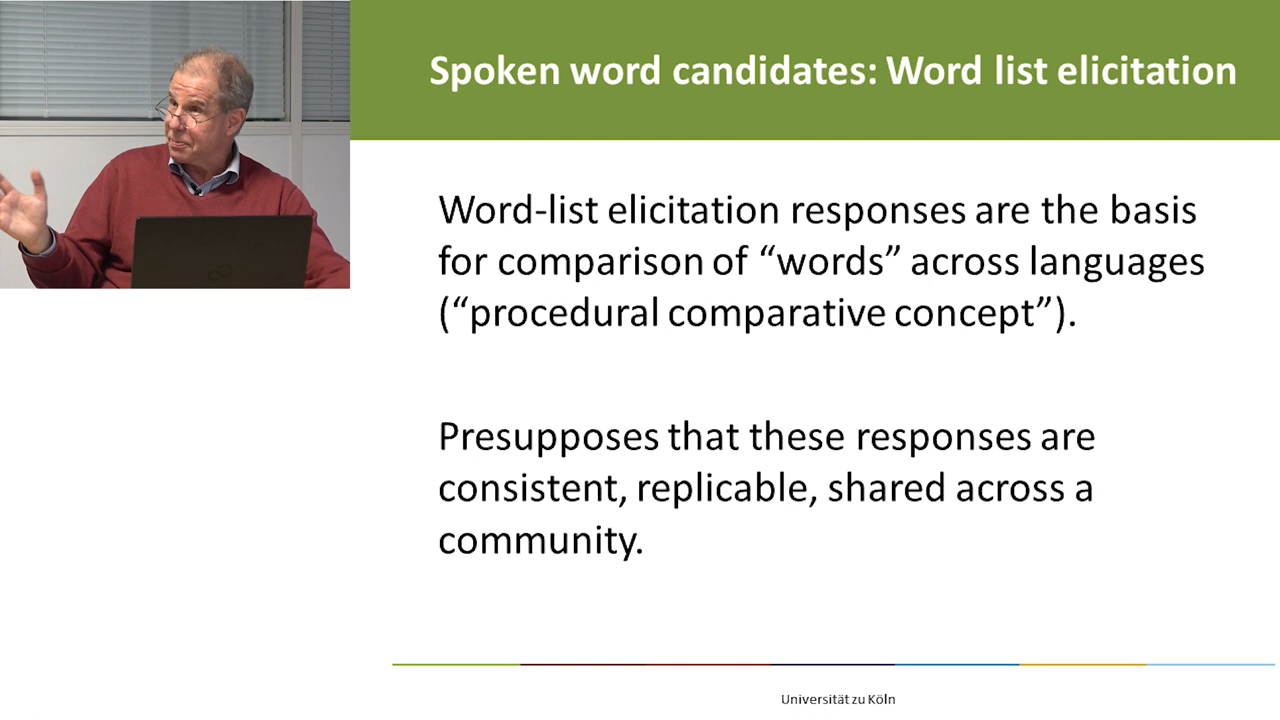 Spoken word candidates: Word list elicitation
Word-list elicitation responses are the basis
for comparison of “words” across languages
(“procedural comparative concept”).
Presupposes that these responses are
consistent, replicable, shared across a
community.
Universität zu Köln